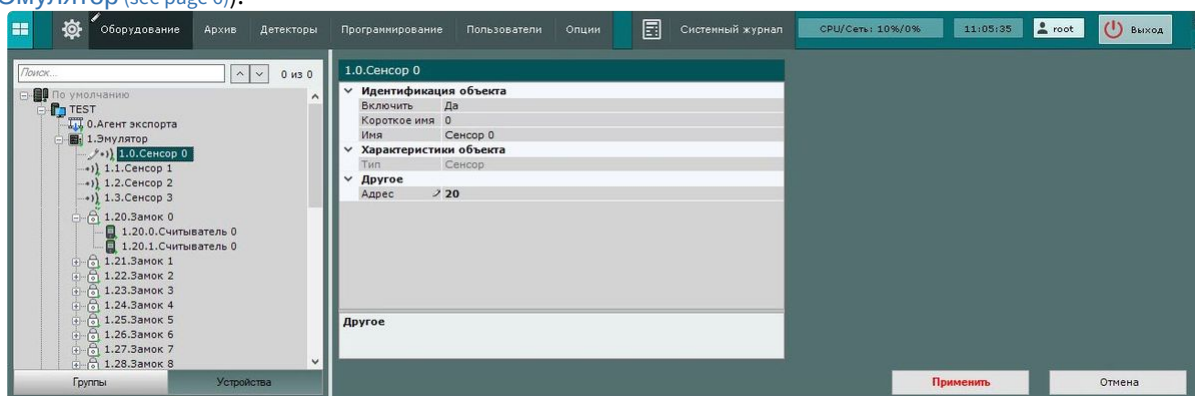 Эмулятор (see page 6)).
Оборудование Архив Детекторы Программирование Пользователи Опции Системный журнал CPU/Сеть: 10%/0% 11:05:35 root Выход
Поиск... 0 из 0
По умолчанию
TEST
0.Агент экспорта
1.Эмулятор
1.0.Сенсор 0
1.1.Сенсор 1
1.2.Сенсор 2
1.3.Сенсор 3
1.20.Замок 0
1.20.0.Считыватель 0
1.20.1.Считыватель 0
1.21.Замок 1
1.22.Замок 2
1.23.Замок 3
1.24.Замок 4
1.25.Замок 5
1.26.Замок 6
1.27.Замок 7
1.28.Замок 8
Группы Устройства
1.0.Сенсор 0
Идентификация объекта
Включить Да
Короткое имя 0
Имя Сенсор 0
Характеристики объекта
Тип Сенсор
Другое
Адрес 20
Другое
Применить Отмена